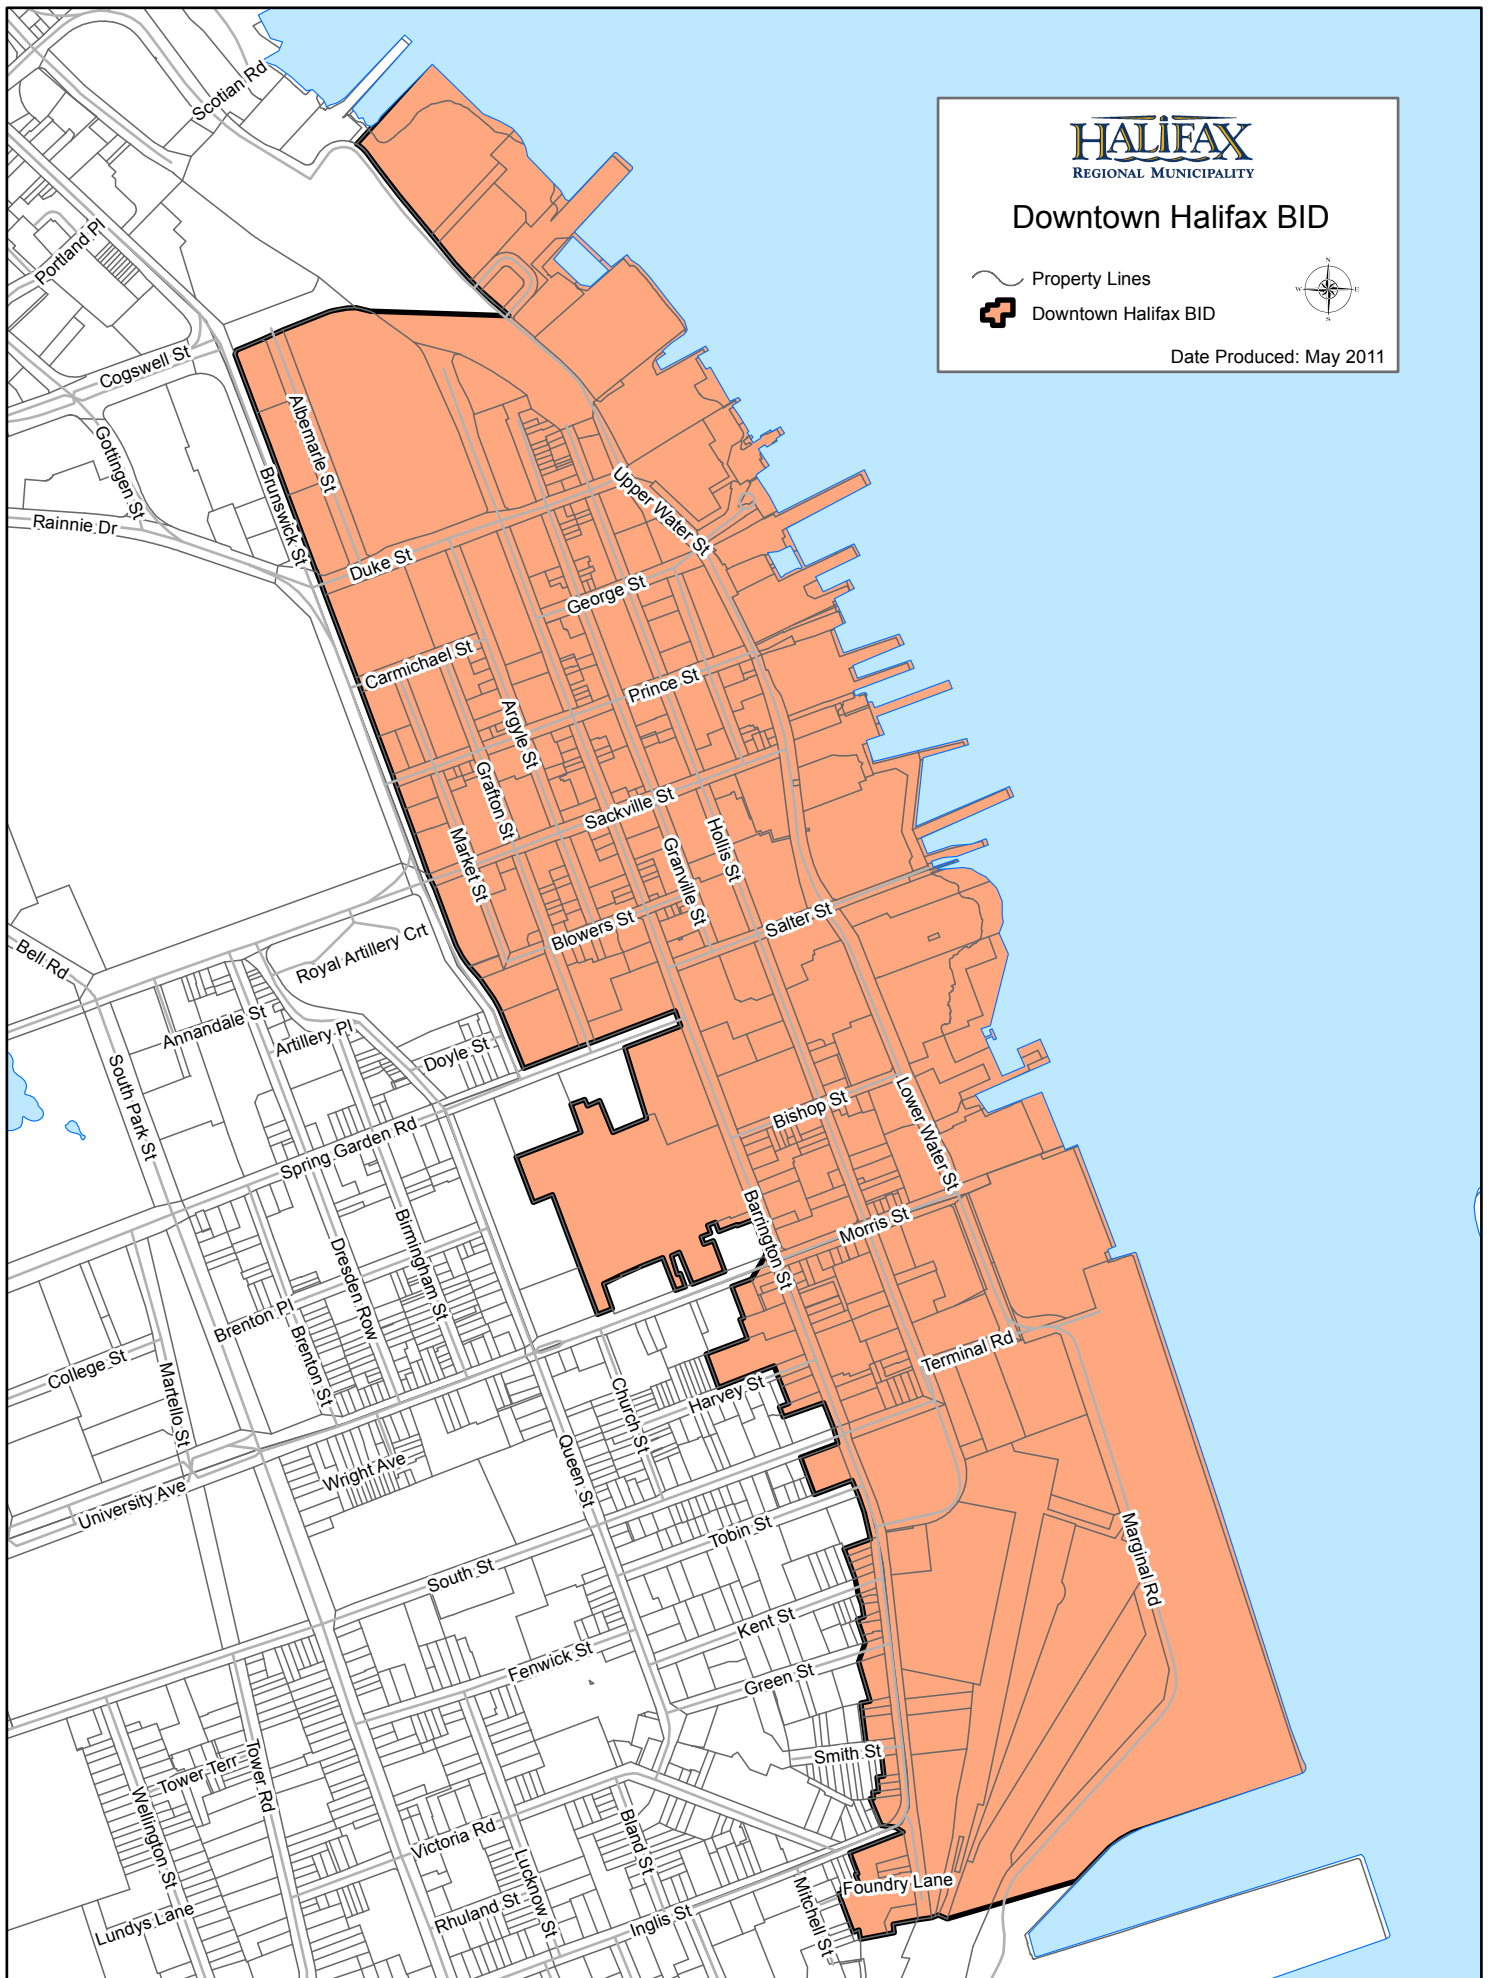 HALIFAX
REGIONAL MUNICIPALITY
Downtown Halifax BID
Property Lines
Downtown Halifax BID
N
W
E
S
Date Produced: May 2011
Scotian Rd
Portland Pl
Cogswell St
Gottingen St
Rainnie Dr
Albemarle St
Brunswick St
Upper Water St
Duke St
George St
Carmichael St
Prince St
Argyle St
Grafton St
Sackville St
Market St
Hollis St
Granville St
Blowers St
Salter St
Bell Rd
Royal Artillery Crt
Annandale St
Artillery Pl
Doyle St
South Park St
Spring Garden Rd
Bishop St
Lower Water St
Barrington St
Morris St
Birmingham St
Dresden Row
Brenton Pl
Brenton St
College St
Martello St
Terminal Rd
Church St
Harvey St
Queen St
Wright Ave
University Ave
Tobin St
Marginal Rd
South St
Kent St
Fenwick St
Green St
Smith St
Tower Terr
Tower Rd
Wellington St
Victoria Rd
Bland St
Lucknow St
Rhuland St
Inglis St
Mitchell St
Foundry Lane
Lundys Lane